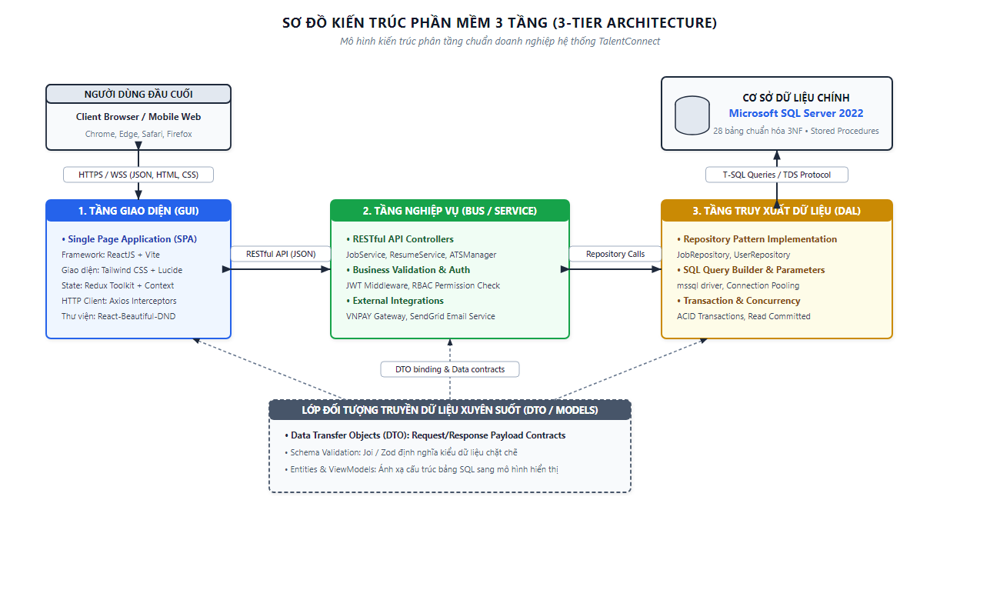 SƠ ĐỒ KIẾN TRÚC PHẦN MỀM 3 TẦNG (3-TIER ARCHITECTURE)
Mô hình kiến trúc phân tầng chuẩn doanh nghiệp hệ thống TalentConnect
NGƯỜI DÙNG ĐẦU CUỐI
Client Browser / Mobile Web
Chrome, Edge, Safari, Firefox
CƠ SỞ DỮ LIỆU CHÍNH
Microsoft SQL Server 2022
28 bảng chuẩn hóa 3NF • Stored Procedures
HTTPS / WSS (JSON, HTML, CSS)
T-SQL Queries / TDS Protocol
1. TẦNG GIAO DIỆN (GUI)
• Single Page Application (SPA)
Framework: ReactJS + Vite
Giao diện: Tailwind CSS + Lucide
State: Redux Toolkit + Context
HTTP Client: Axios Interceptors
Thư viện: React-Beautiful-DND
RESTful API (JSON)
2. TẦNG NGHIỆP VỤ (BUS / SERVICE)
• RESTful API Controllers
JobService, ResumeService, ATSManager
• Business Validation & Auth
JWT Middleware, RBAC Permission Check
• External Integrations
VNPAY Gateway, SendGrid Email Service
Repository Calls
3. TẦNG TRUY XUẤT DỮ LIỆU (DAL)
• Repository Pattern Implementation
JobRepository, UserRepository
• SQL Query Builder & Parameters
mssql driver, Connection Pooling
• Transaction & Concurrency
ACID Transactions, Read Committed
DTO binding & Data contracts
LỚP ĐỐI TƯỢNG TRUYỀN DỮ LIỆU XUYÊN SUỐT (DTO / MODELS)
• Data Transfer Objects (DTO): Request/Response Payload Contracts
• Schema Validation: Joi / Zod định nghĩa kiểu dữ liệu chặt chẽ
• Entities & ViewModels: Ánh xạ cấu trúc bảng SQL sang mô hình hiển thị